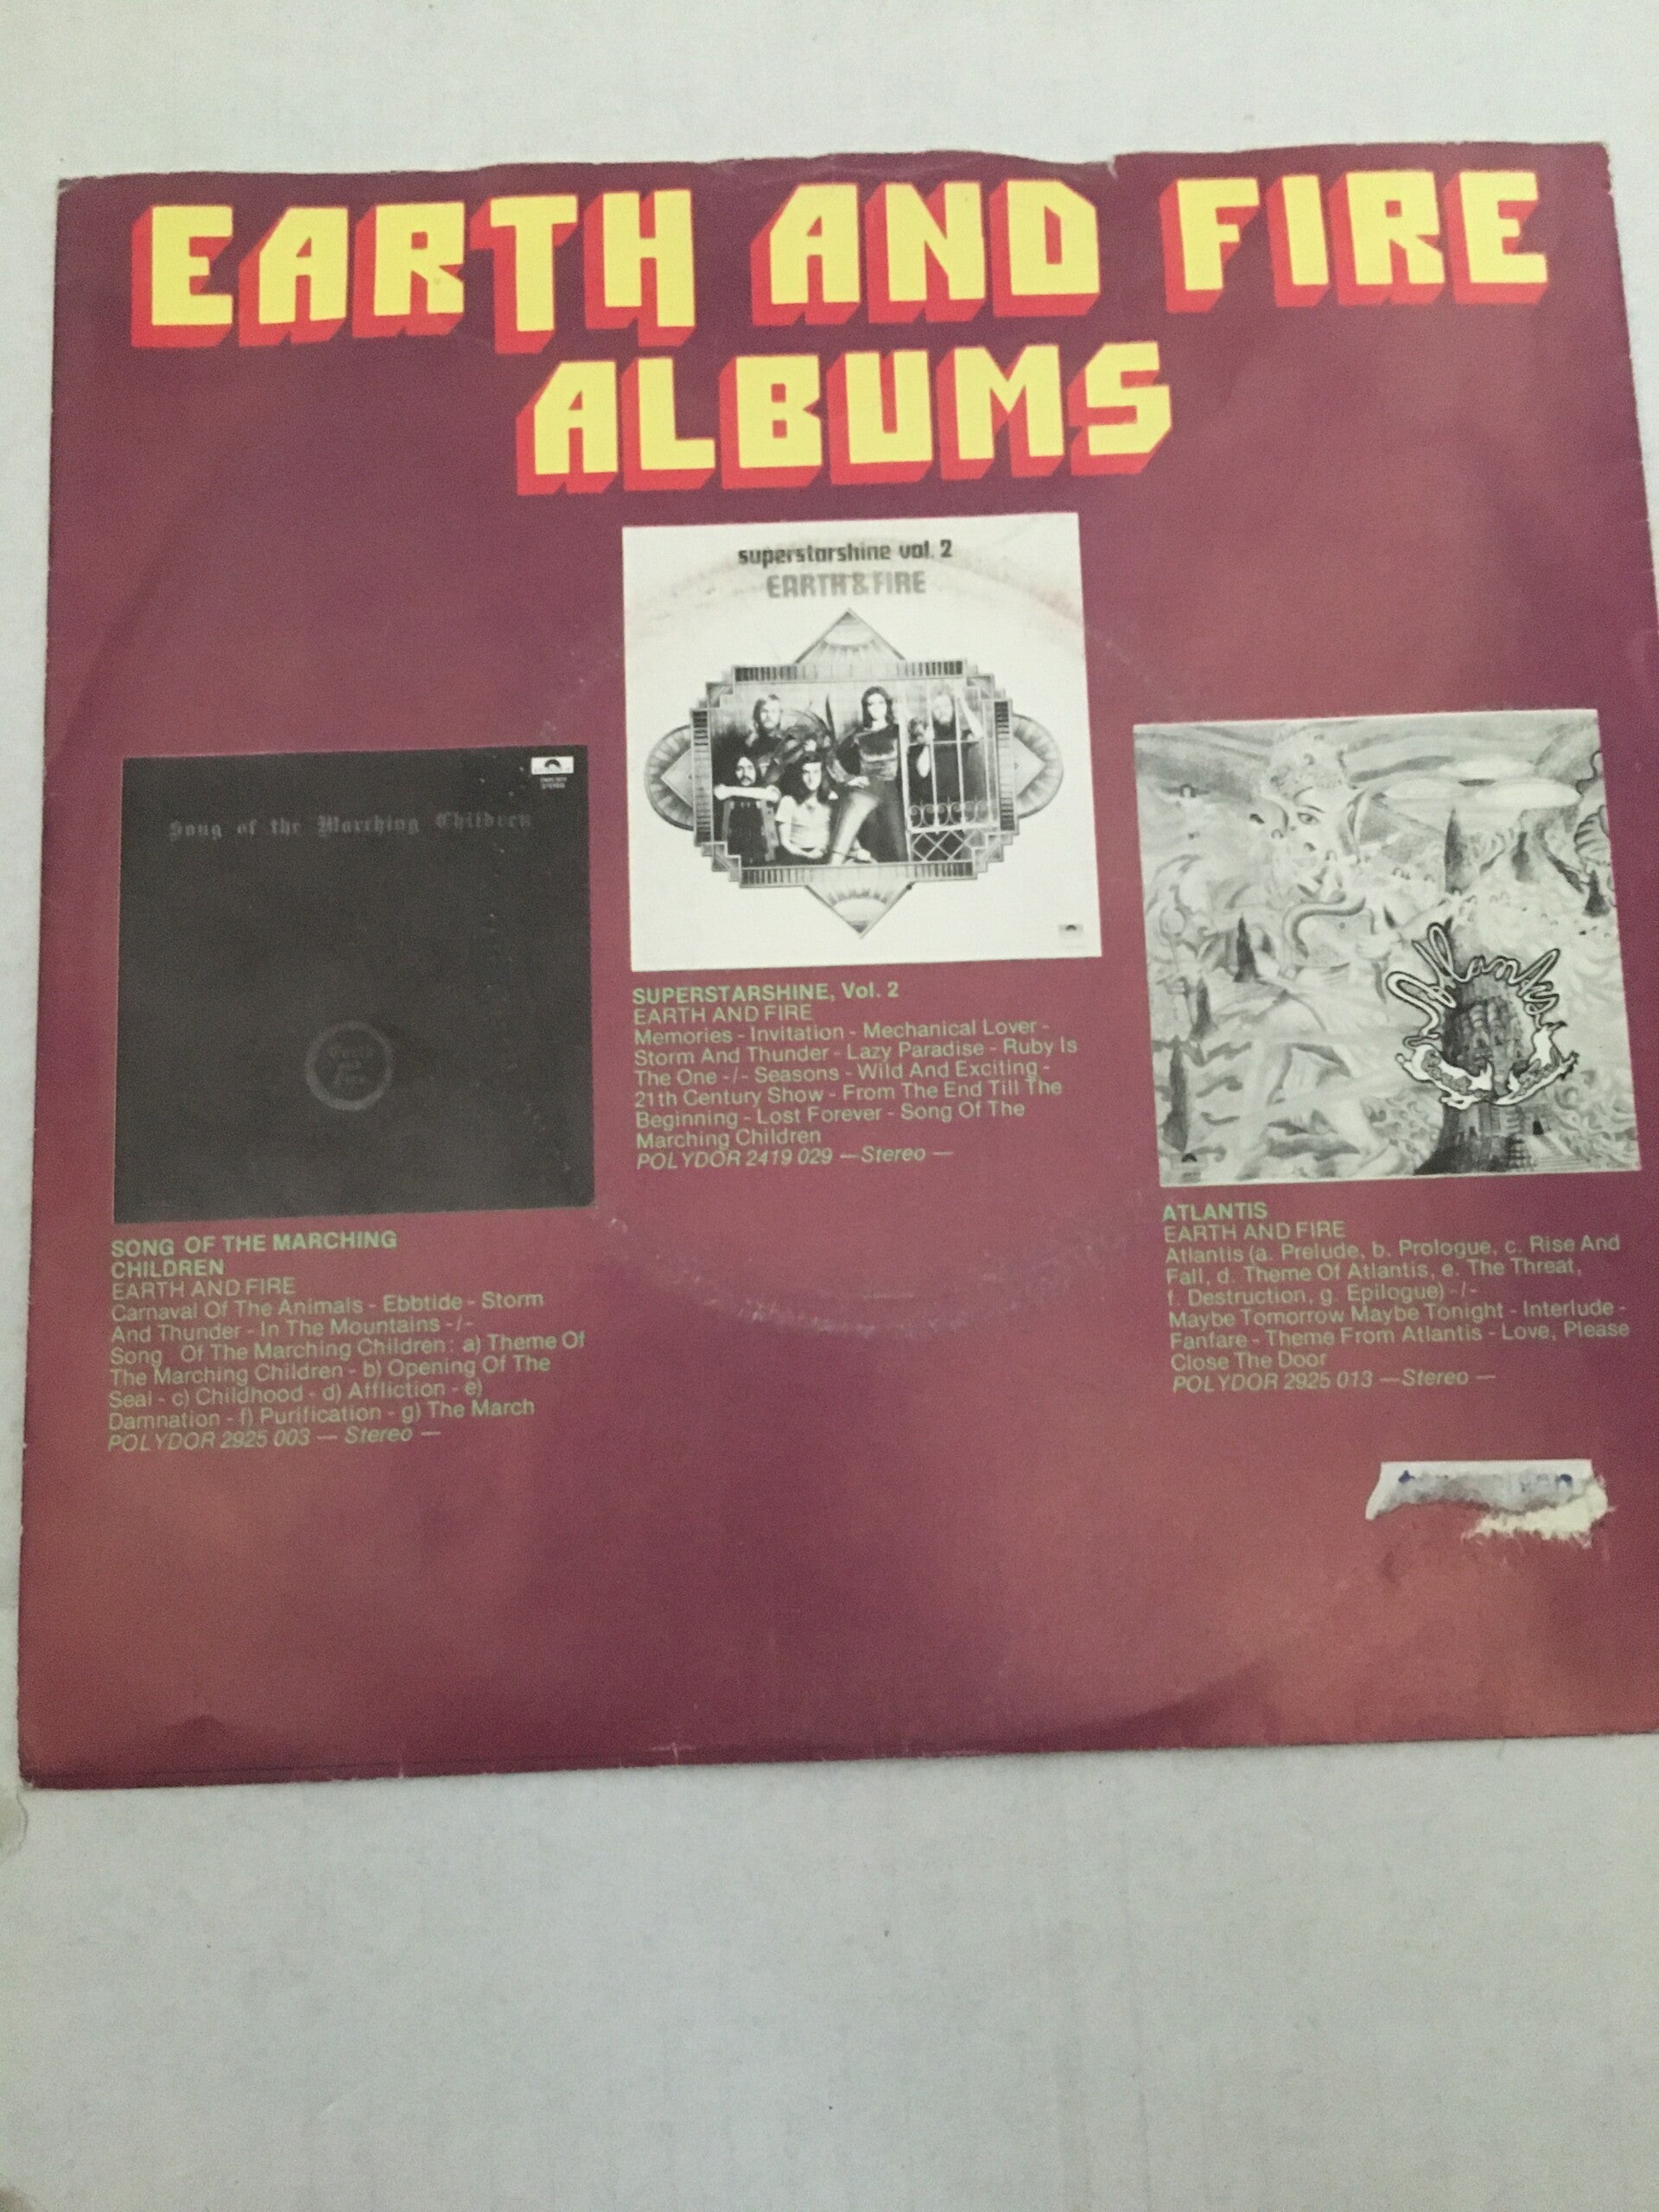 EARTH AND FIRE
ALBUMS
superstarshine vol. 2
EARTH & FIRE
Song of the Marching Children
Earth
and
Fire
SONG OF THE MARCHING
CHILDREN
EARTH AND FIRE
Carnaval Of The Animals - Ebbtide - Storm
And Thunder - In The Mountains -/-
Song Of The Marching Children: a) Theme Of
The Marching Children - b) Opening Of The
Seal - c) Childhood - d) Affliction - e)
Damnation - f) Purification - g) The March
POLYDOR 2925 003 — Stereo —
SUPERSTARSHINE, Vol. 2
EARTH AND FIRE
Memories - Invitation - Mechanical Lover -
Storm And Thunder - Lazy Paradise - Ruby Is
The One -/- Seasons - Wild And Exciting -
21th Century Show - From The End Till The
Beginning - Lost Forever - Song Of The
Marching Children
POLYDOR 2419 029 —Stereo —
Atlantis
ATLANTIS
EARTH AND FIRE
Atlantis (a. Prelude, b. Prologue, c. Rise And
Fall, d. Theme Of Atlantis, e. The Threat,
f. Destruction, g. Epilogue) -/-
Maybe Tomorrow Maybe Tonight - Interlude -
Fanfare - Theme From Atlantis - Love, Please
Close The Door
POLYDOR 2925 013 —Stereo —